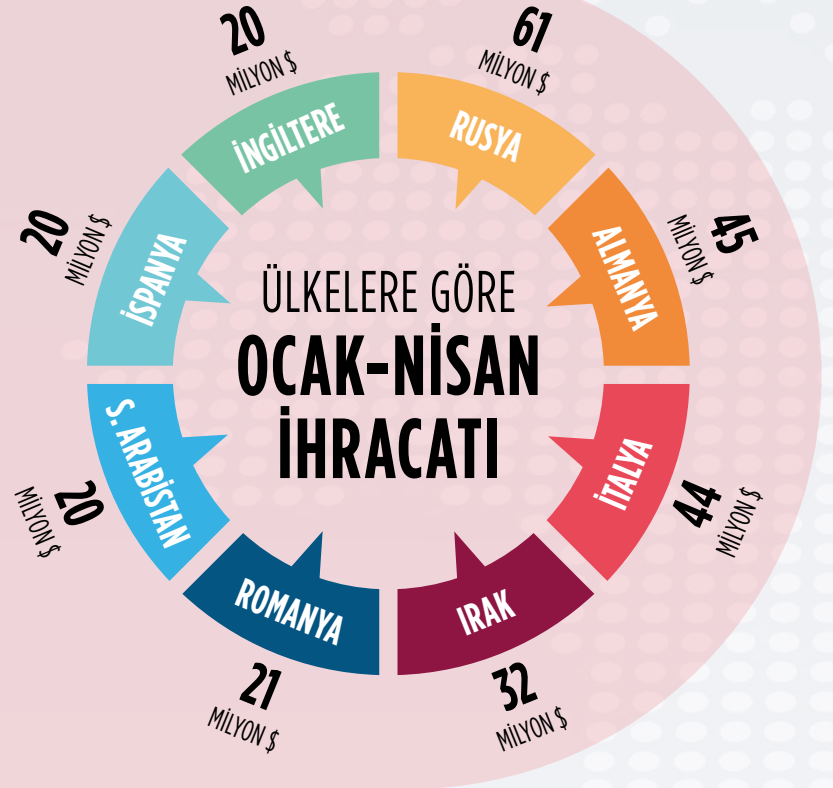 ÜLKELERE GÖRE
OCAK-NİSAN
İHRACATI
RUSYA
61
MİLYON $
ALMANYA
45
MİLYON $
İTALYA
44
MİLYON $
IRAK
32
MİLYON $
ROMANYA
21
MİLYON $
S. ARABİSTAN
20
MİLYON $
İSPANYA
20
MİLYON $
İNGİLTERE
20
MİLYON $